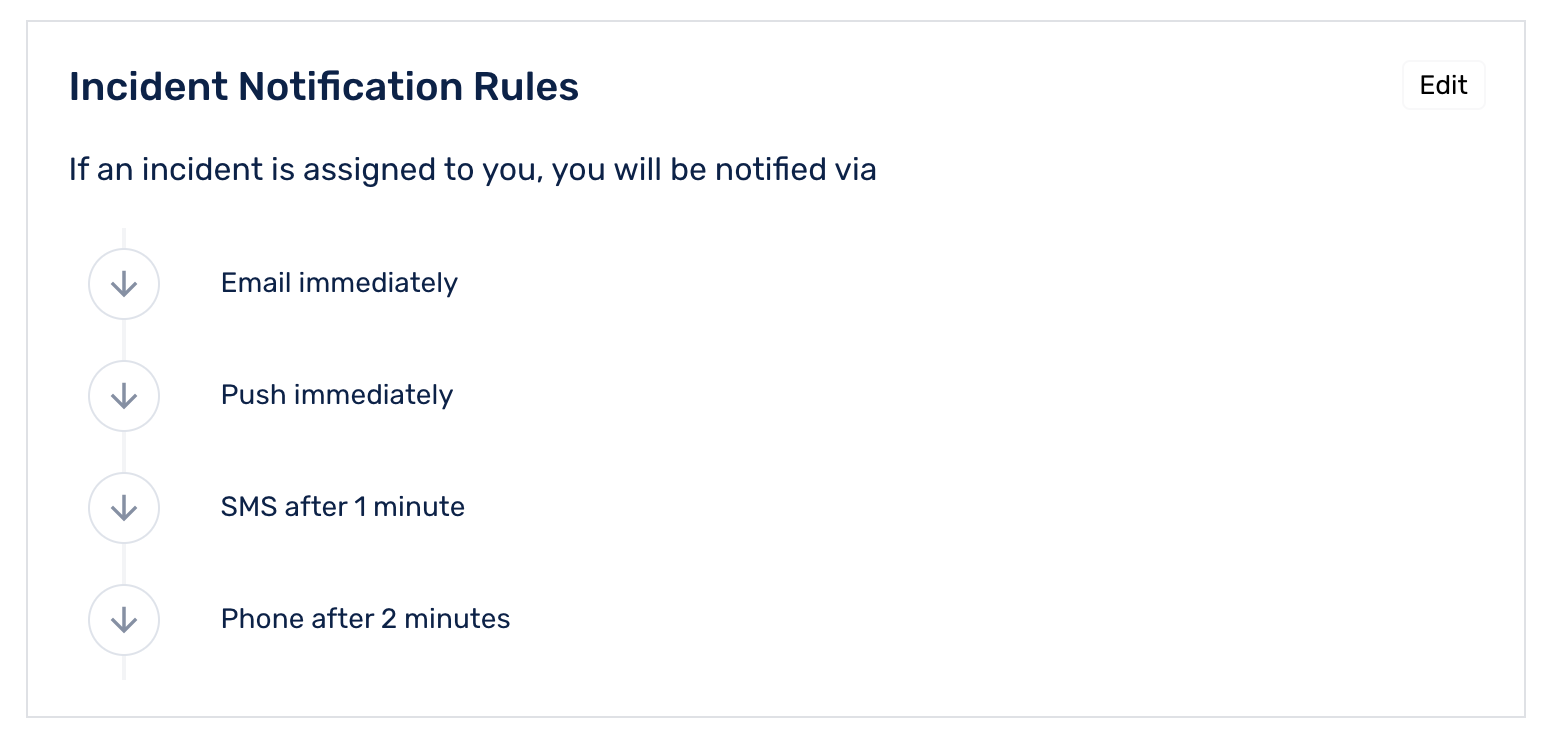 Incident Notification Rules
Edit
If an incident is assigned to you, you will be notified via
Email immediately
Push immediately
SMS after 1 minute
Phone after 2 minutes